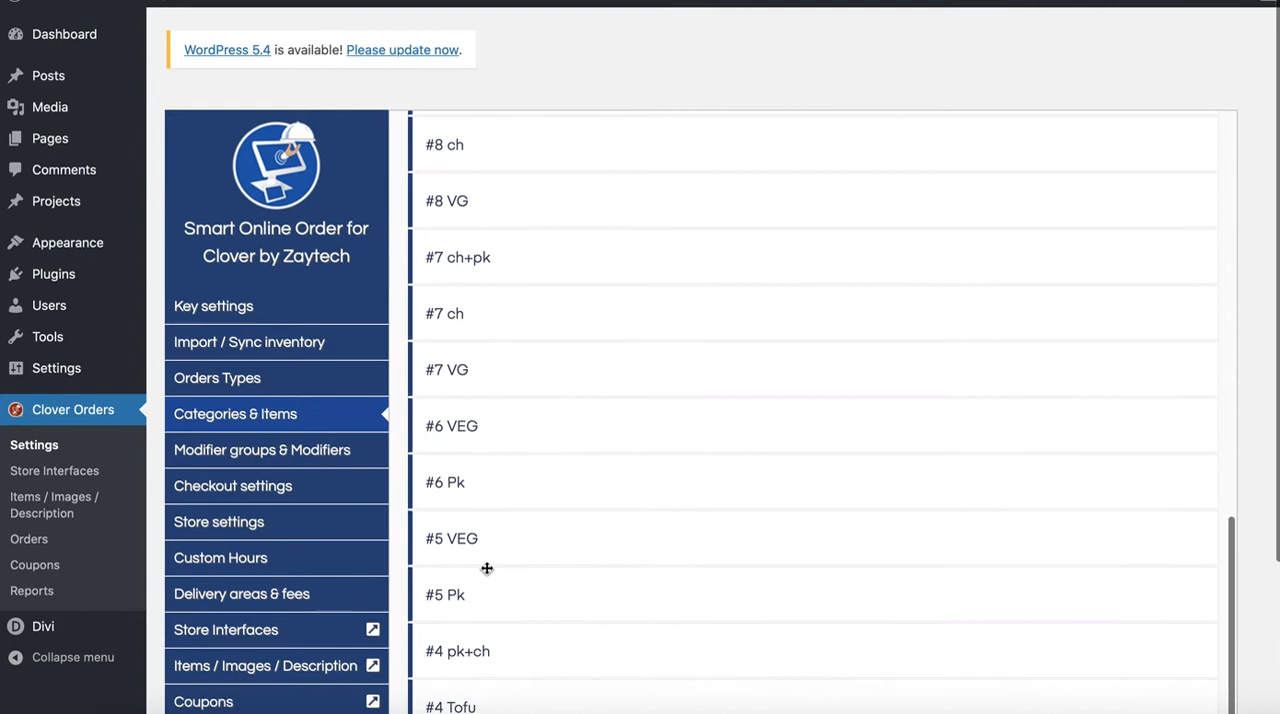 Dashboard
Posts
Media
Pages
Comments
Projects
Appearance
Plugins
Users
Tools
Settings
Clover Orders
Settings
Store Interfaces
Items / Images /
Description
Orders
Coupons
Reports
Divi
Collapse menu
WordPress 5.4 is available! Please update now.
Smart Online Order for
Clover by Zaytech
Key settings
Import / Sync inventory
Orders Types
Categories & Items
Modifier groups & Modifiers
Checkout settings
Store settings
Custom Hours
Delivery areas & fees
Store Interfaces
Items / Images / Description
Coupons
#8 ch
#8 VG
#7 ch+pk
#7 ch
#7 VG
#6 VEG
#6 Pk
#5 VEG
#5 Pk
#4 pk+ch
#4 Tofu